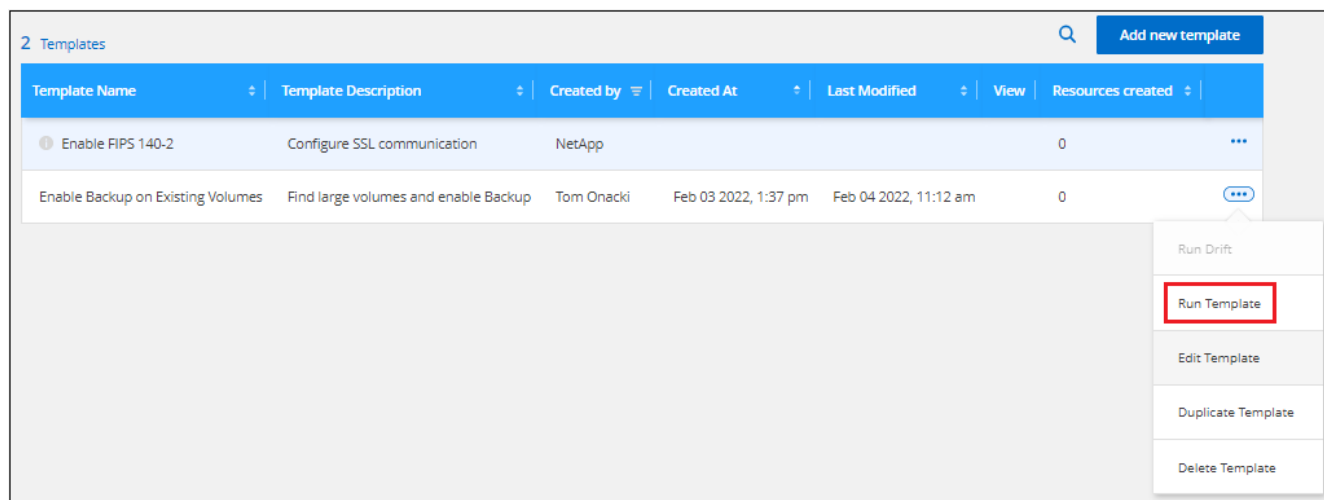 2 Templates
Add new template
Template Name Template Description Created by Created At Last Modified View Resources created
Enable FIPS 140-2 Configure SSL communication NetApp 0
Enable Backup on Existing Volumes Find large volumes and enable Backup Tom Onacki Feb 03 2022, 1:37 pm Feb 04 2022, 11:12 am 0
Run Drift
Run Template
Edit Template
Duplicate Template
Delete Template